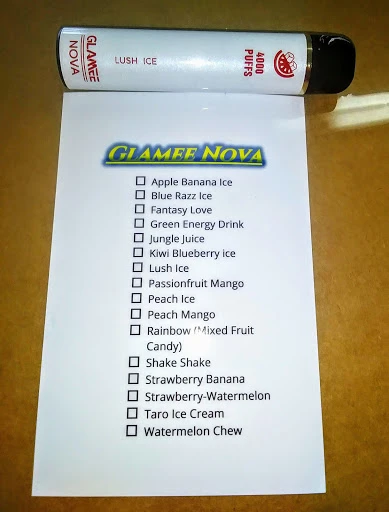 GLAMEE
NOVA
LUSH ICE
4000
PUFFS
GLAMEE NOVA
Apple Banana Ice
Blue Razz Ice
Fantasy Love
Green Energy Drink
Jungle Juice
Kiwi Blueberry ice
Lush Ice
Passionfruit Mango
Peach Ice
Peach Mango
Rainbow (Mixed Fruit
Candy)
Shake Shake
Strawberry Banana
Strawberry-Watermelon
Taro Ice Cream
Watermelon Chew